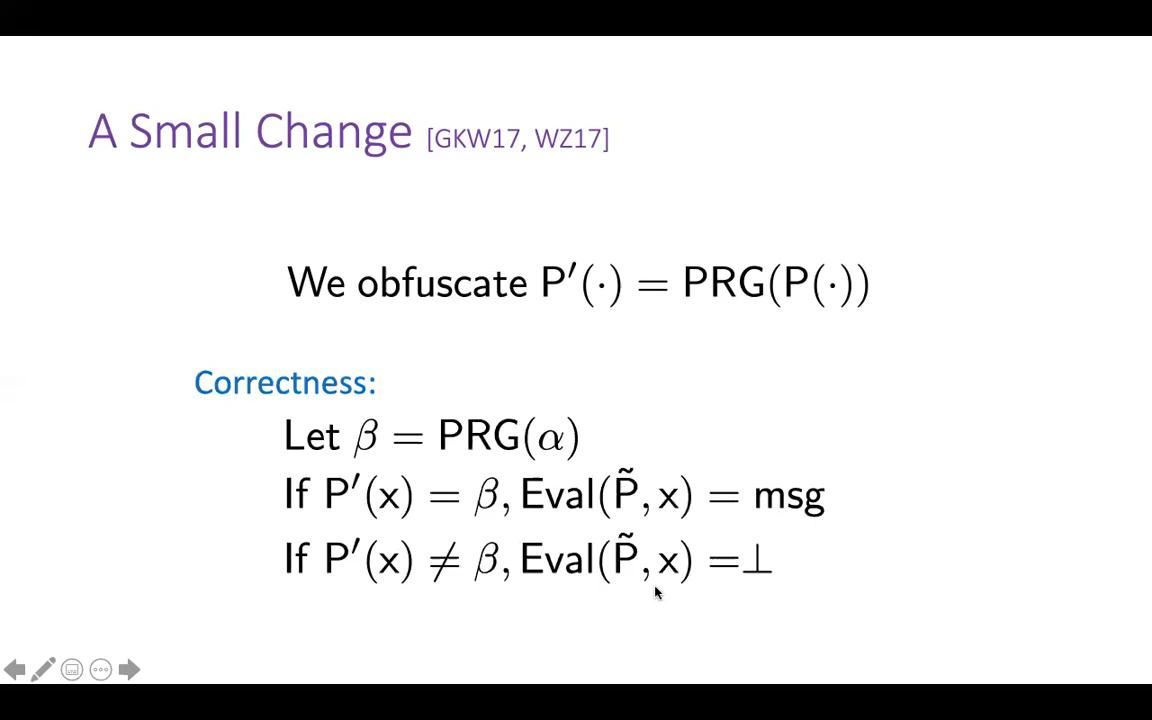 A Small Change [GKW17, WZ17]
We obfuscate P′(·) = PRG(P(·))
Correctness:
Let β = PRG(α)
If P′(x) = β, Eval(P̃, x) = msg
If P′(x) ≠ β, Eval(P̃, x) =⊥